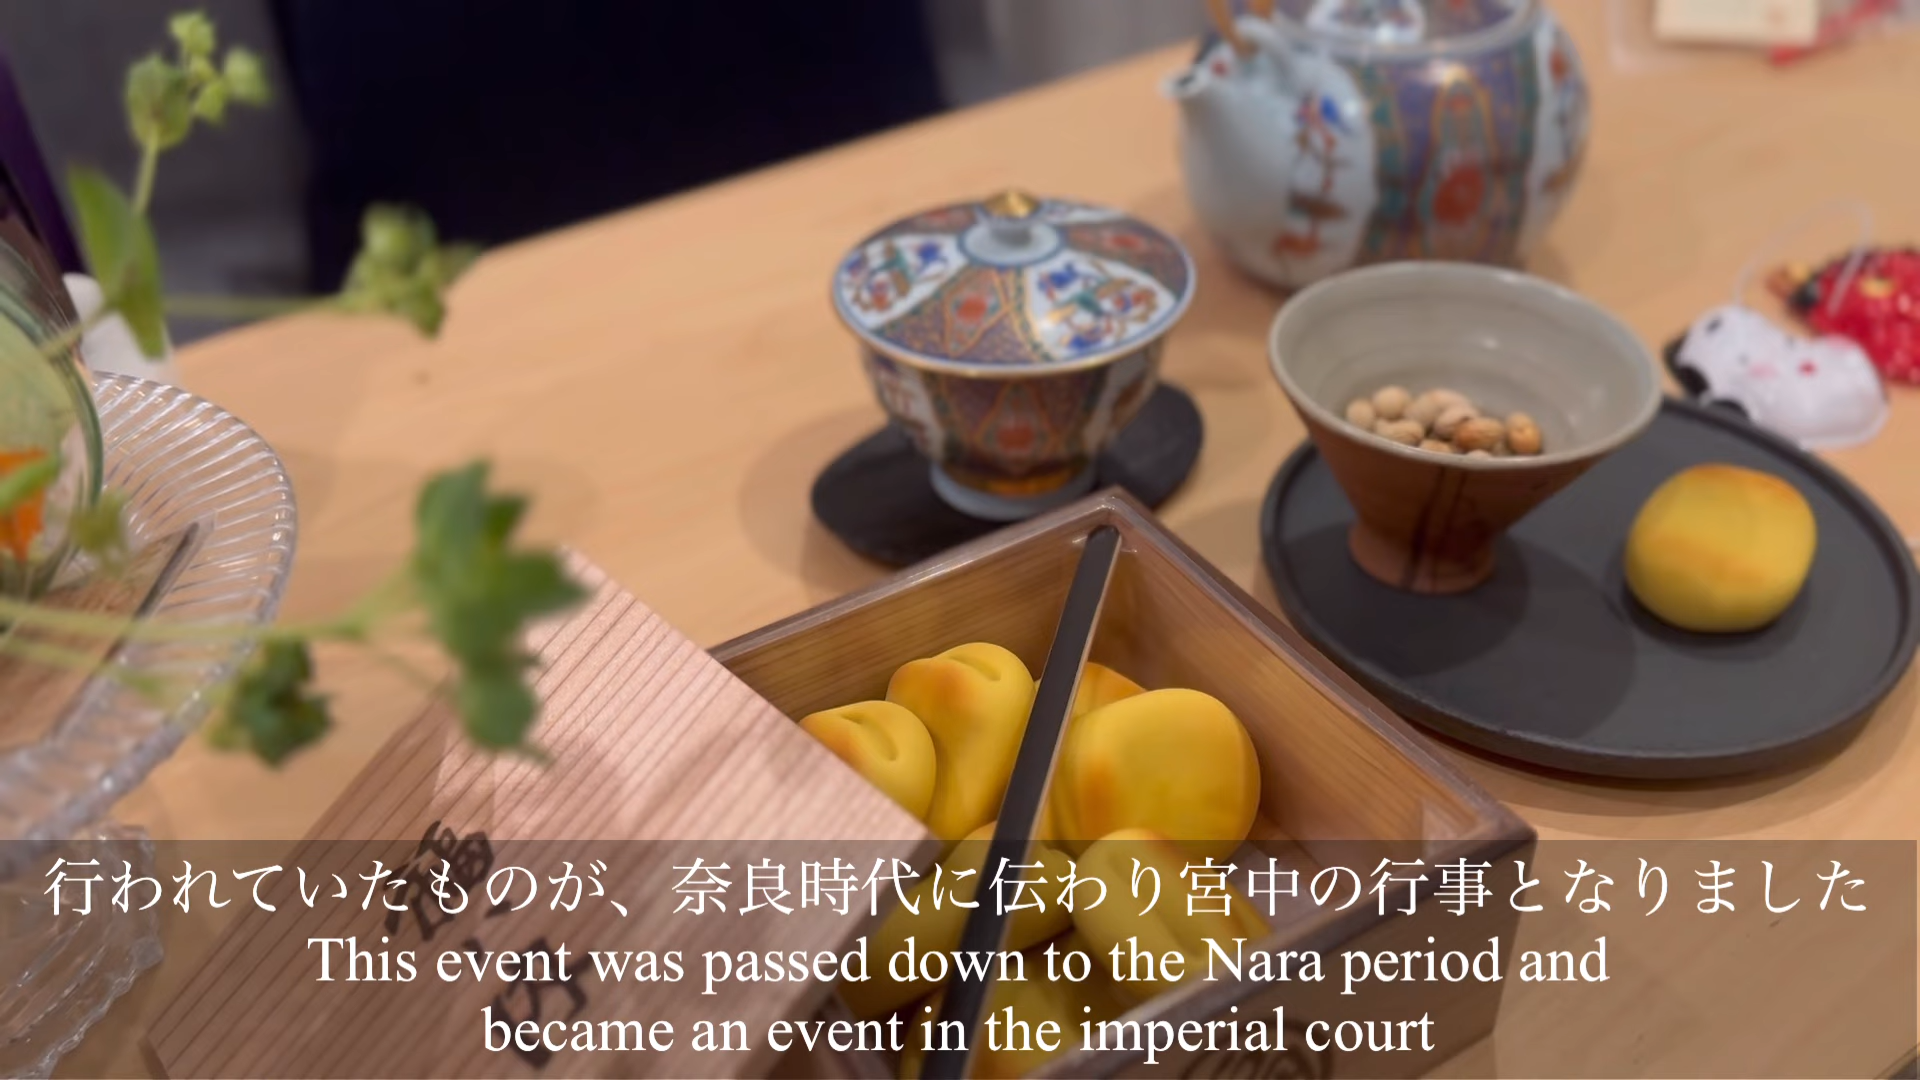 福
内
行われていたものが、奈良時代に伝わり宮中の行事となりました
This event was passed down to the Nara period and
became an event in the imperial court